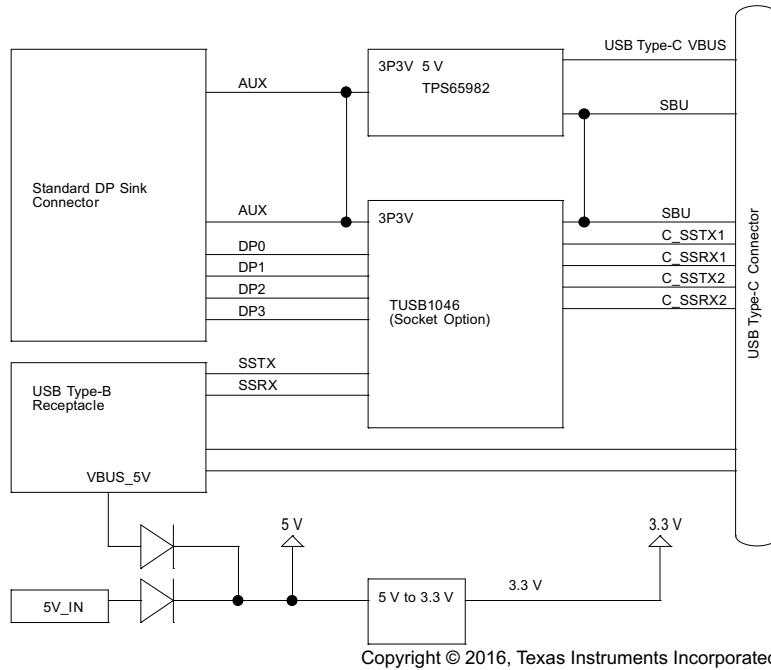 USB Type-C VBUS
3P3V 5 V
TPS65982
AUX
SBU
Standard DP Sink
Connector
AUX
3P3V
SBU
DP0
C_SSTX1
DP1
C_SSRX1
DP2
C_SSTX2
DP3
C_SSRX2
TUSB1046
(Socket Option)
USB Type-C Connector
USB Type-B
Receptacle
SSTX
SSRX
VBUS_5V
5 V
3.3 V
5V_IN
5 V to 3.3 V
3.3 V
Copyright © 2016, Texas Instruments Incorporated